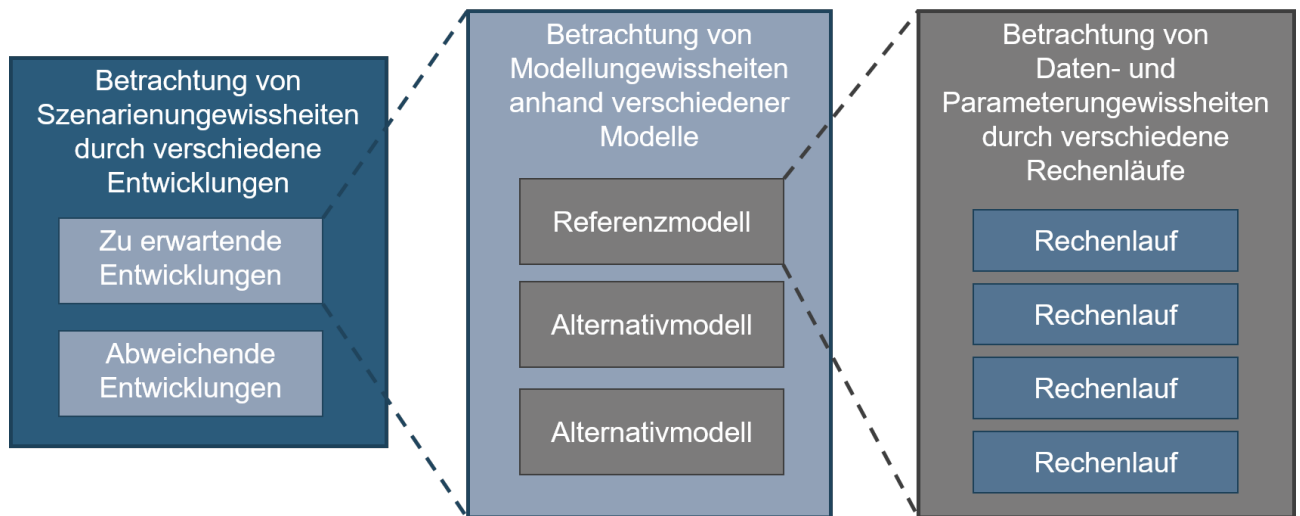 Betrachtung von
Szenarienungewissheiten
durch verschiedene
Entwicklungen
Zu erwartende
Entwicklungen
Abweichende
Entwicklungen
Betrachtung von
Modellungewissheiten
anhand verschiedener
Modelle
Referenzmodell
Alternativmodell
Alternativmodell
Betrachtung von
Daten- und
Parameterungewissheiten
durch verschiedene
Rechenläufe
Rechenlauf
Rechenlauf
Rechenlauf
Rechenlauf